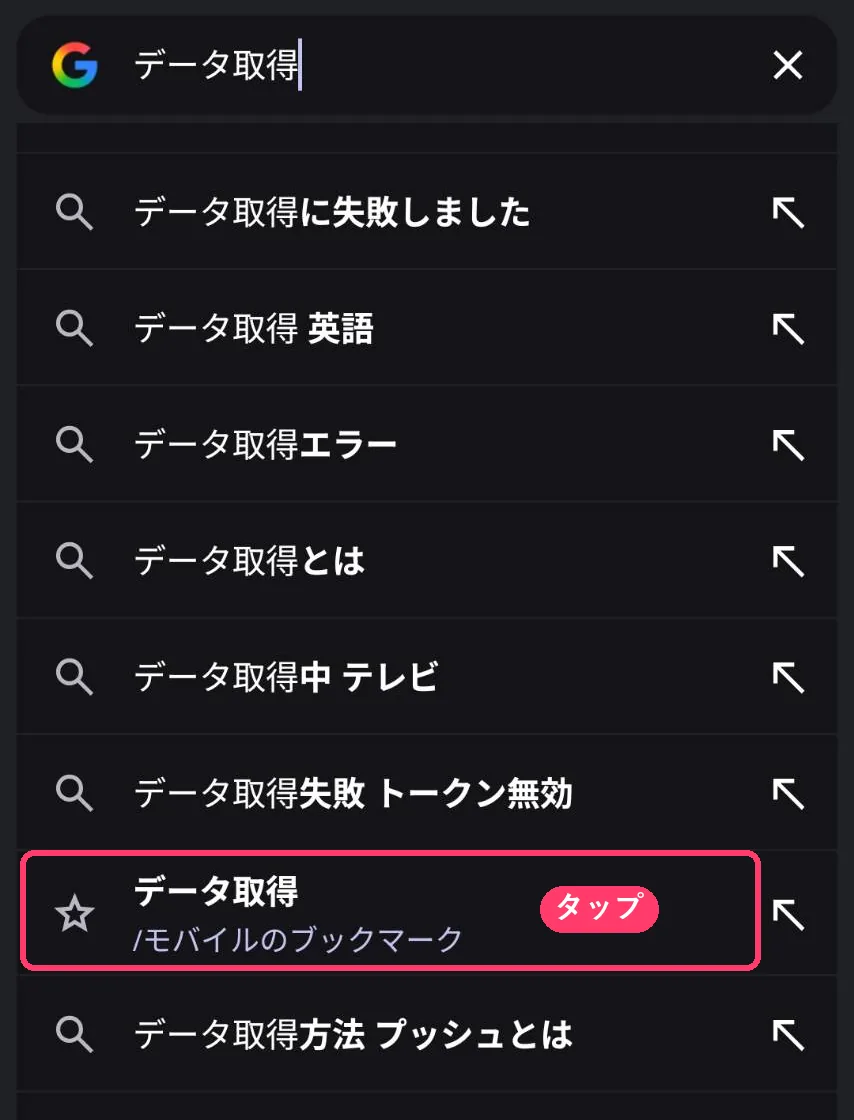 データ取得
データ取得に失敗しました
データ取得 英語
データ取得エラー
データ取得とは
データ取得中 テレビ
データ取得失敗 トークン無効
データ取得
タップ
/モバイルのブックマーク
データ取得方法 プッシュとは